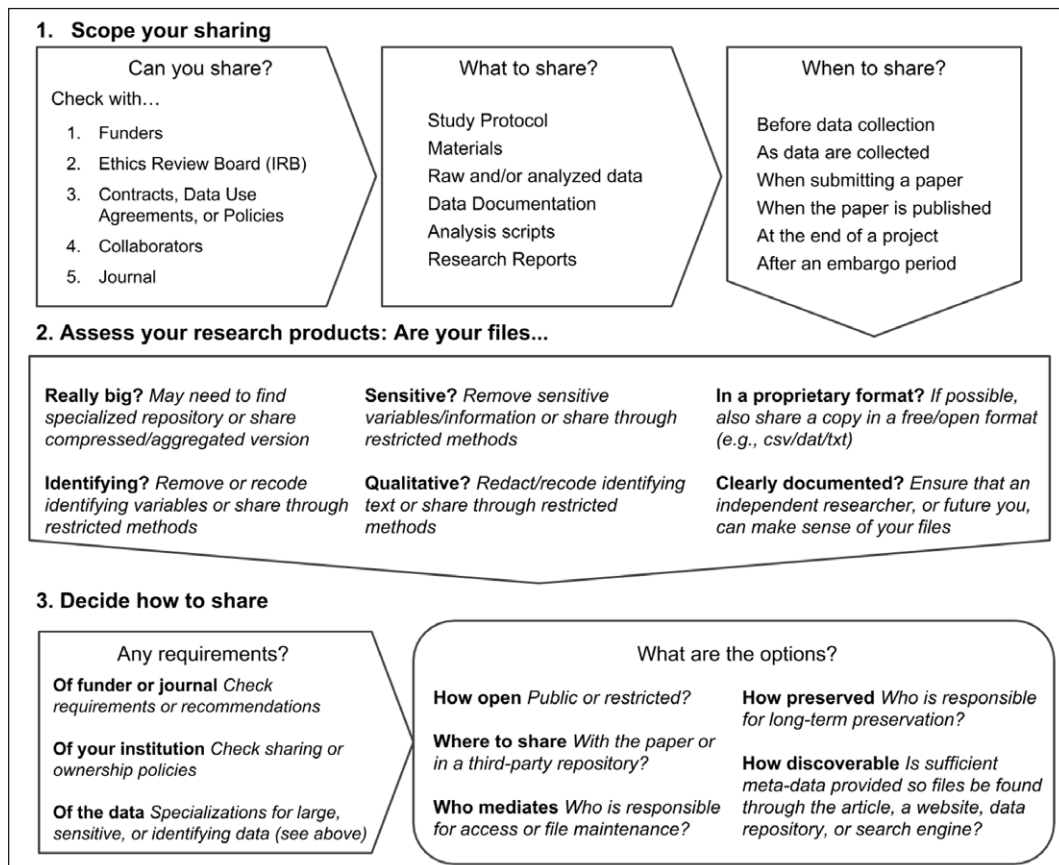 1. Scope your sharing
Can you share?
Check with…
1. Funders
2. Ethics Review Board (IRB)
3. Contracts, Data Use
Agreements, or Policies
4. Collaborators
5. Journal
What to share?
Study Protocol
Materials
Raw and/or analyzed data
Data Documentation
Analysis scripts
Research Reports
When to share?
Before data collection
As data are collected
When submitting a paper
When the paper is published
At the end of a project
After an embargo period
2. Assess your research products: Are your files...
Really big? May need to find
specialized repository or share
compressed/aggregated version
Sensitive? Remove sensitive
variables/information or share through
restricted methods
In a proprietary format? If possible,
also share a copy in a free/open format
(e.g., csv/dat/txt)
Identifying? Remove or recode
identifying variables or share through
restricted methods
Qualitative? Redact/recode identifying
text or share through restricted
methods
Clearly documented? Ensure that an
independent researcher, or future you,
can make sense of your files
3. Decide how to share
Any requirements?
Of funder or journal Check
requirements or recommendations
Of your institution Check sharing or
ownership policies
Of the data Specializations for large,
sensitive, or identifying data (see above)
What are the options?
How open Public or restricted?
Where to share With the paper or
in a third-party repository?
Who mediates Who is responsible
for access or file maintenance?
How preserved Who is responsible
for long-term preservation?
How discoverable Is sufficient
meta-data provided so files be found
through the article, a website, data
repository, or search engine?